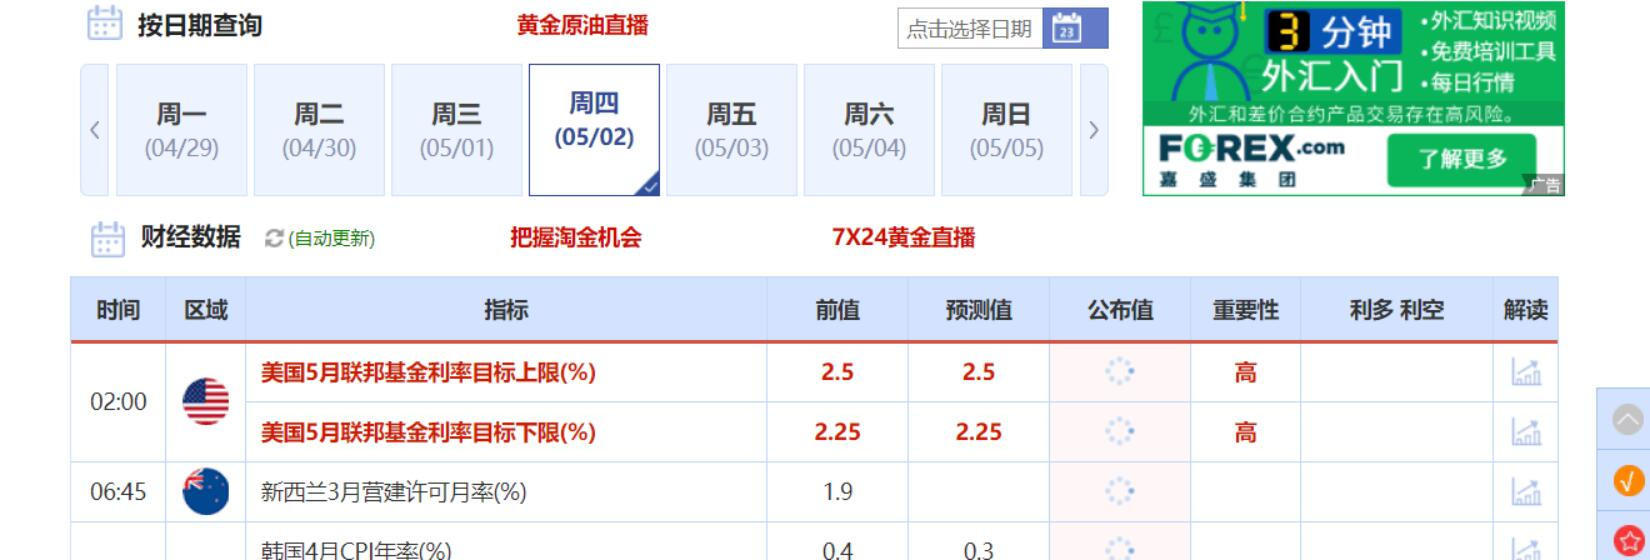 按日期查询
黄金原油直播
点击选择日期
23
周一
(04/29)
周二
(04/30)
周三
(05/01)
周四
(05/02)
周五
(05/03)
周六
(05/04)
周日
(05/05)
3 分钟
外汇入门
•外汇知识视频
•免费培训工具
•每日行情
外汇和差价合约产品交易存在高风险。
FOREX.com
嘉盛集团
了解更多
广告
财经数据 (自动更新) 把握淘金机会 7X24黄金直播
时间 区域 指标 前值 预测值 公布值 重要性 利多 利空 解读
02:00
美国5月联邦基金利率目标上限(%) 2.5 2.5 高
美国5月联邦基金利率目标下限(%) 2.25 2.25 高
06:45 新西兰3月营建许可月率(%) 1.9
韩国4月CPI年率(%) 0.4 0.3